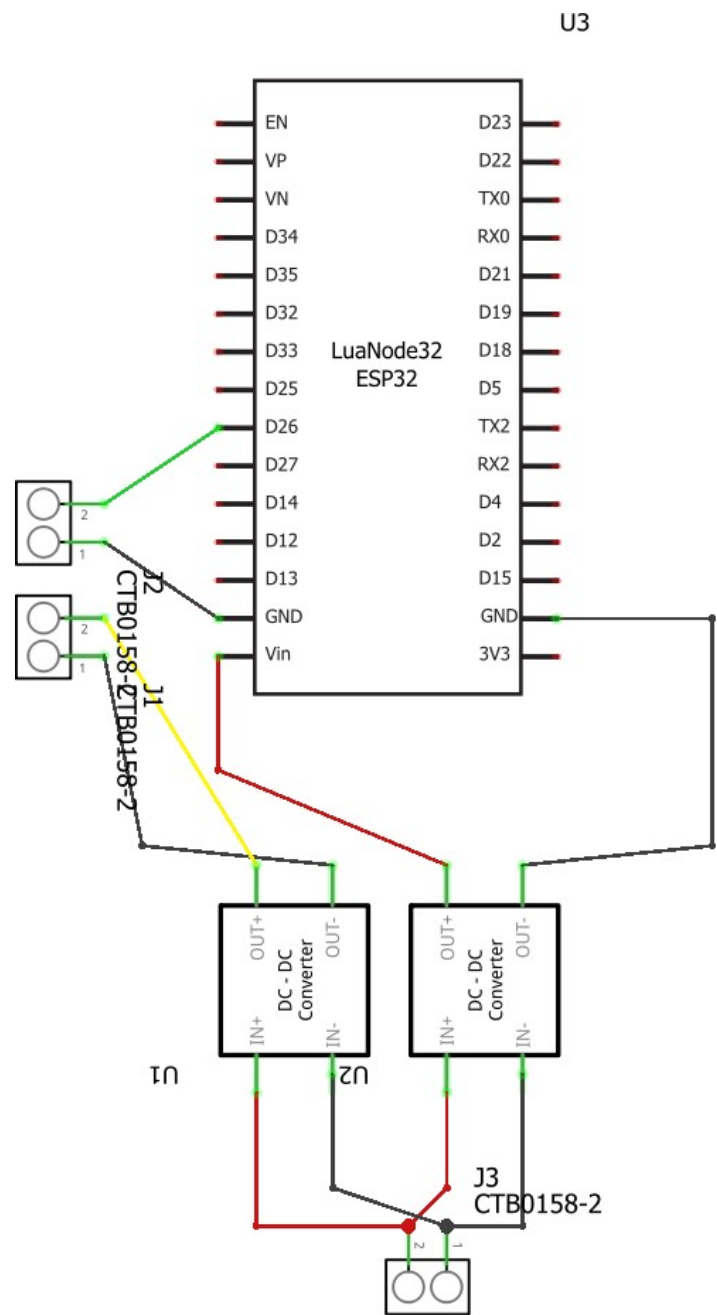 U3
EN
VP
VN
D34
D35
D32
D33
D25
D26
D27
D14
D12
D13
GND
Vin
D23
D22
TX0
RX0
D21
D19
D18
D5
TX2
RX2
D4
D2
D15
GND
3V3
LuaNode32
ESP32
2
1
J2
CTB0158-2
2
1
J1
CTB0158-2
OUT+
OUT-
DC - DC
Converter
IN+
IN-
U1
OUT+
OUT-
DC - DC
Converter
IN+
IN-
U2
J3
CTB0158-2
2
1